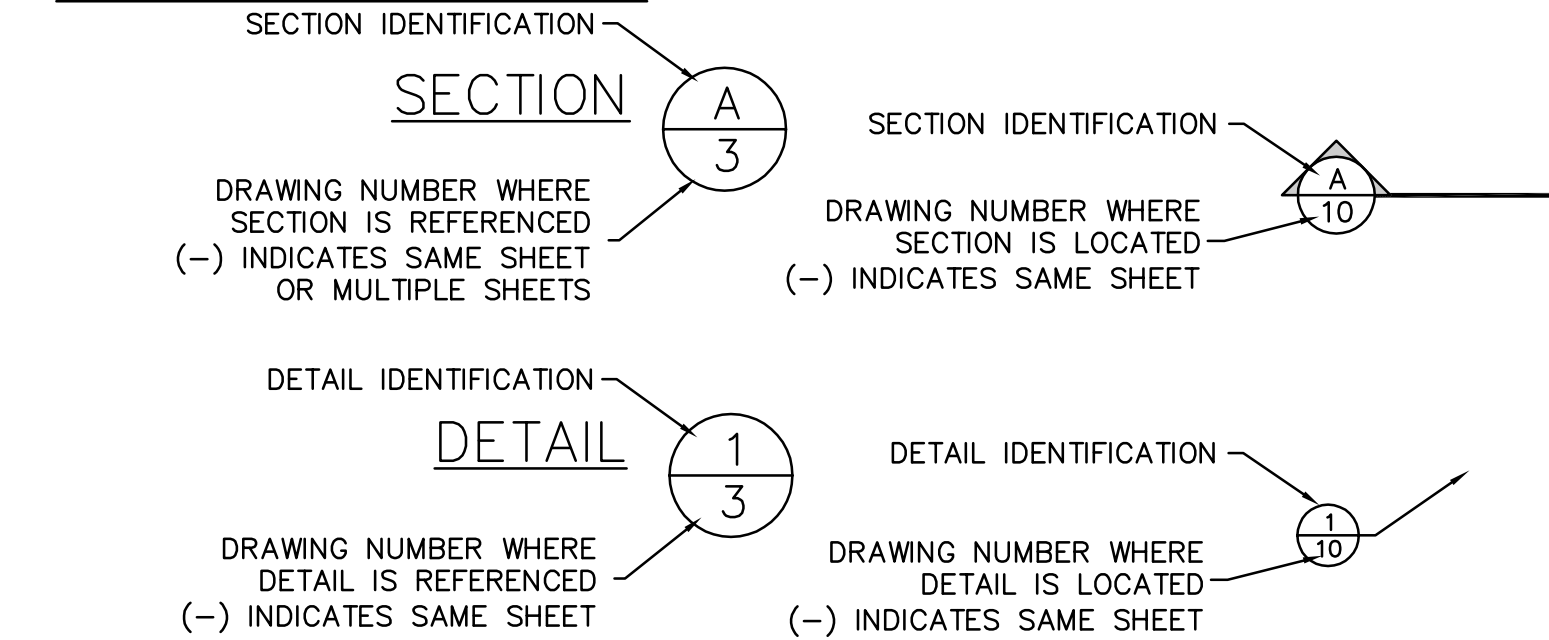 SECTION IDENTIFICATION
SECTION
A
3
DRAWING NUMBER WHERE
SECTION IS REFERENCED
(–) INDICATES SAME SHEET
OR MULTIPLE SHEETS
SECTION IDENTIFICATION
A
10
DRAWING NUMBER WHERE
SECTION IS LOCATED
(–) INDICATES SAME SHEET
DETAIL IDENTIFICATION
DETAIL
1
3
DRAWING NUMBER WHERE
DETAIL IS REFERENCED
(–) INDICATES SAME SHEET
DETAIL IDENTIFICATION
1
10
DRAWING NUMBER WHERE
DETAIL IS LOCATED
(–) INDICATES SAME SHEET